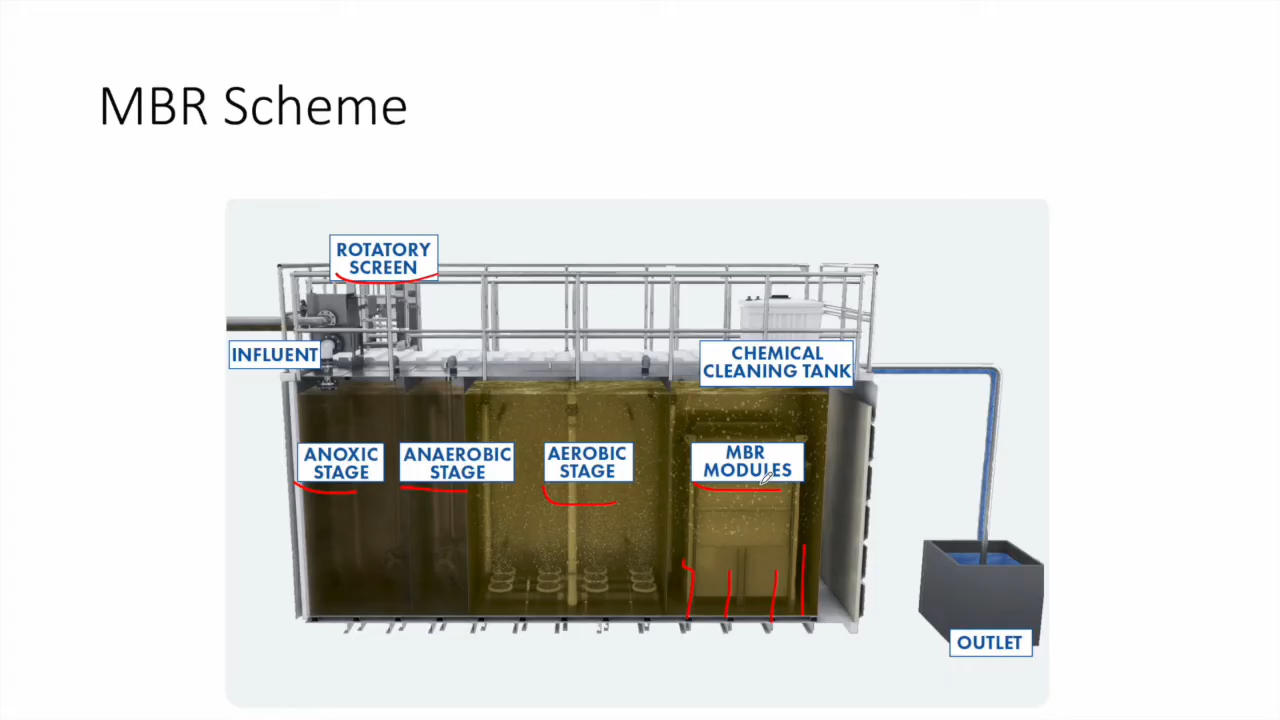 MBR Scheme
ROTATORY
SCREEN
INFLUENT
CHEMICAL
CLEANING TANK
ANOXIC
STAGE
ANAEROBIC
STAGE
AEROBIC
STAGE
MBR
MODULES
OUTLET